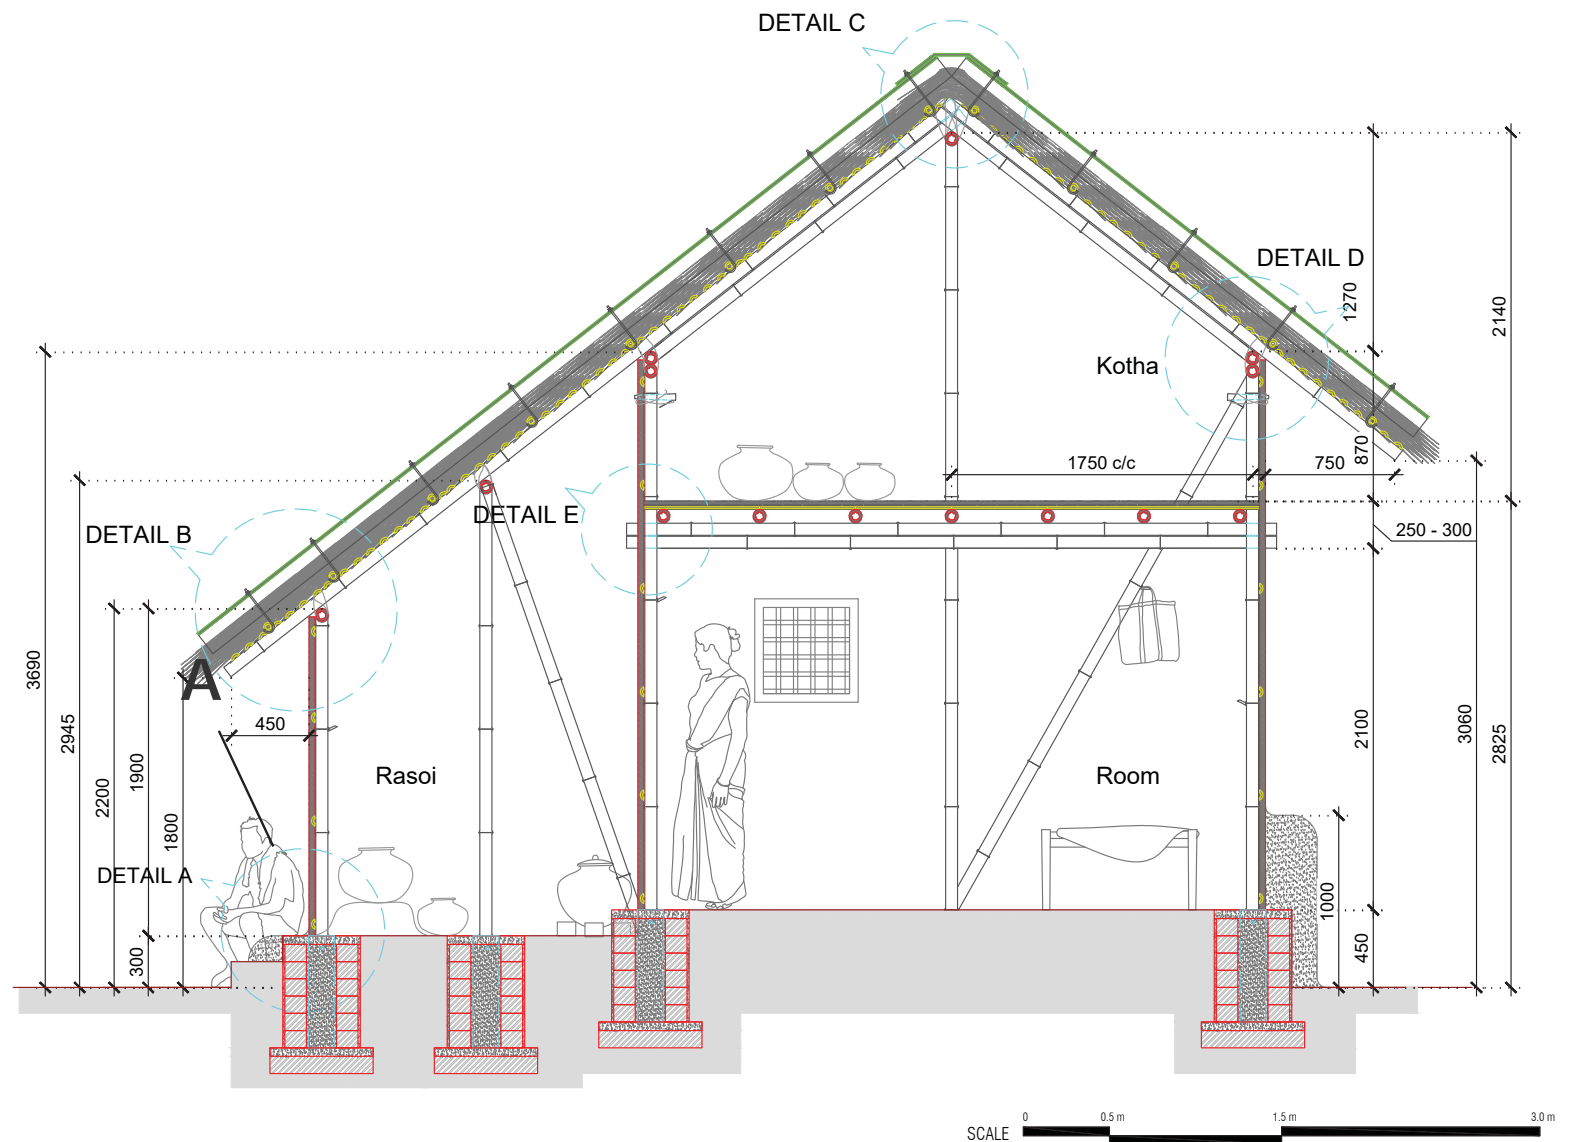 DETAIL C
DETAIL D
1270
2140
Kotha
870
1750 c/c
750
250 - 300
DETAIL E
DETAIL B
A
450
3690
2945
2200
1900
1800
Rasoi
Room
2100
3060
2825
DETAIL A
300
1000
450
SCALE
0
0.5 m
1.5 m
3.0 m